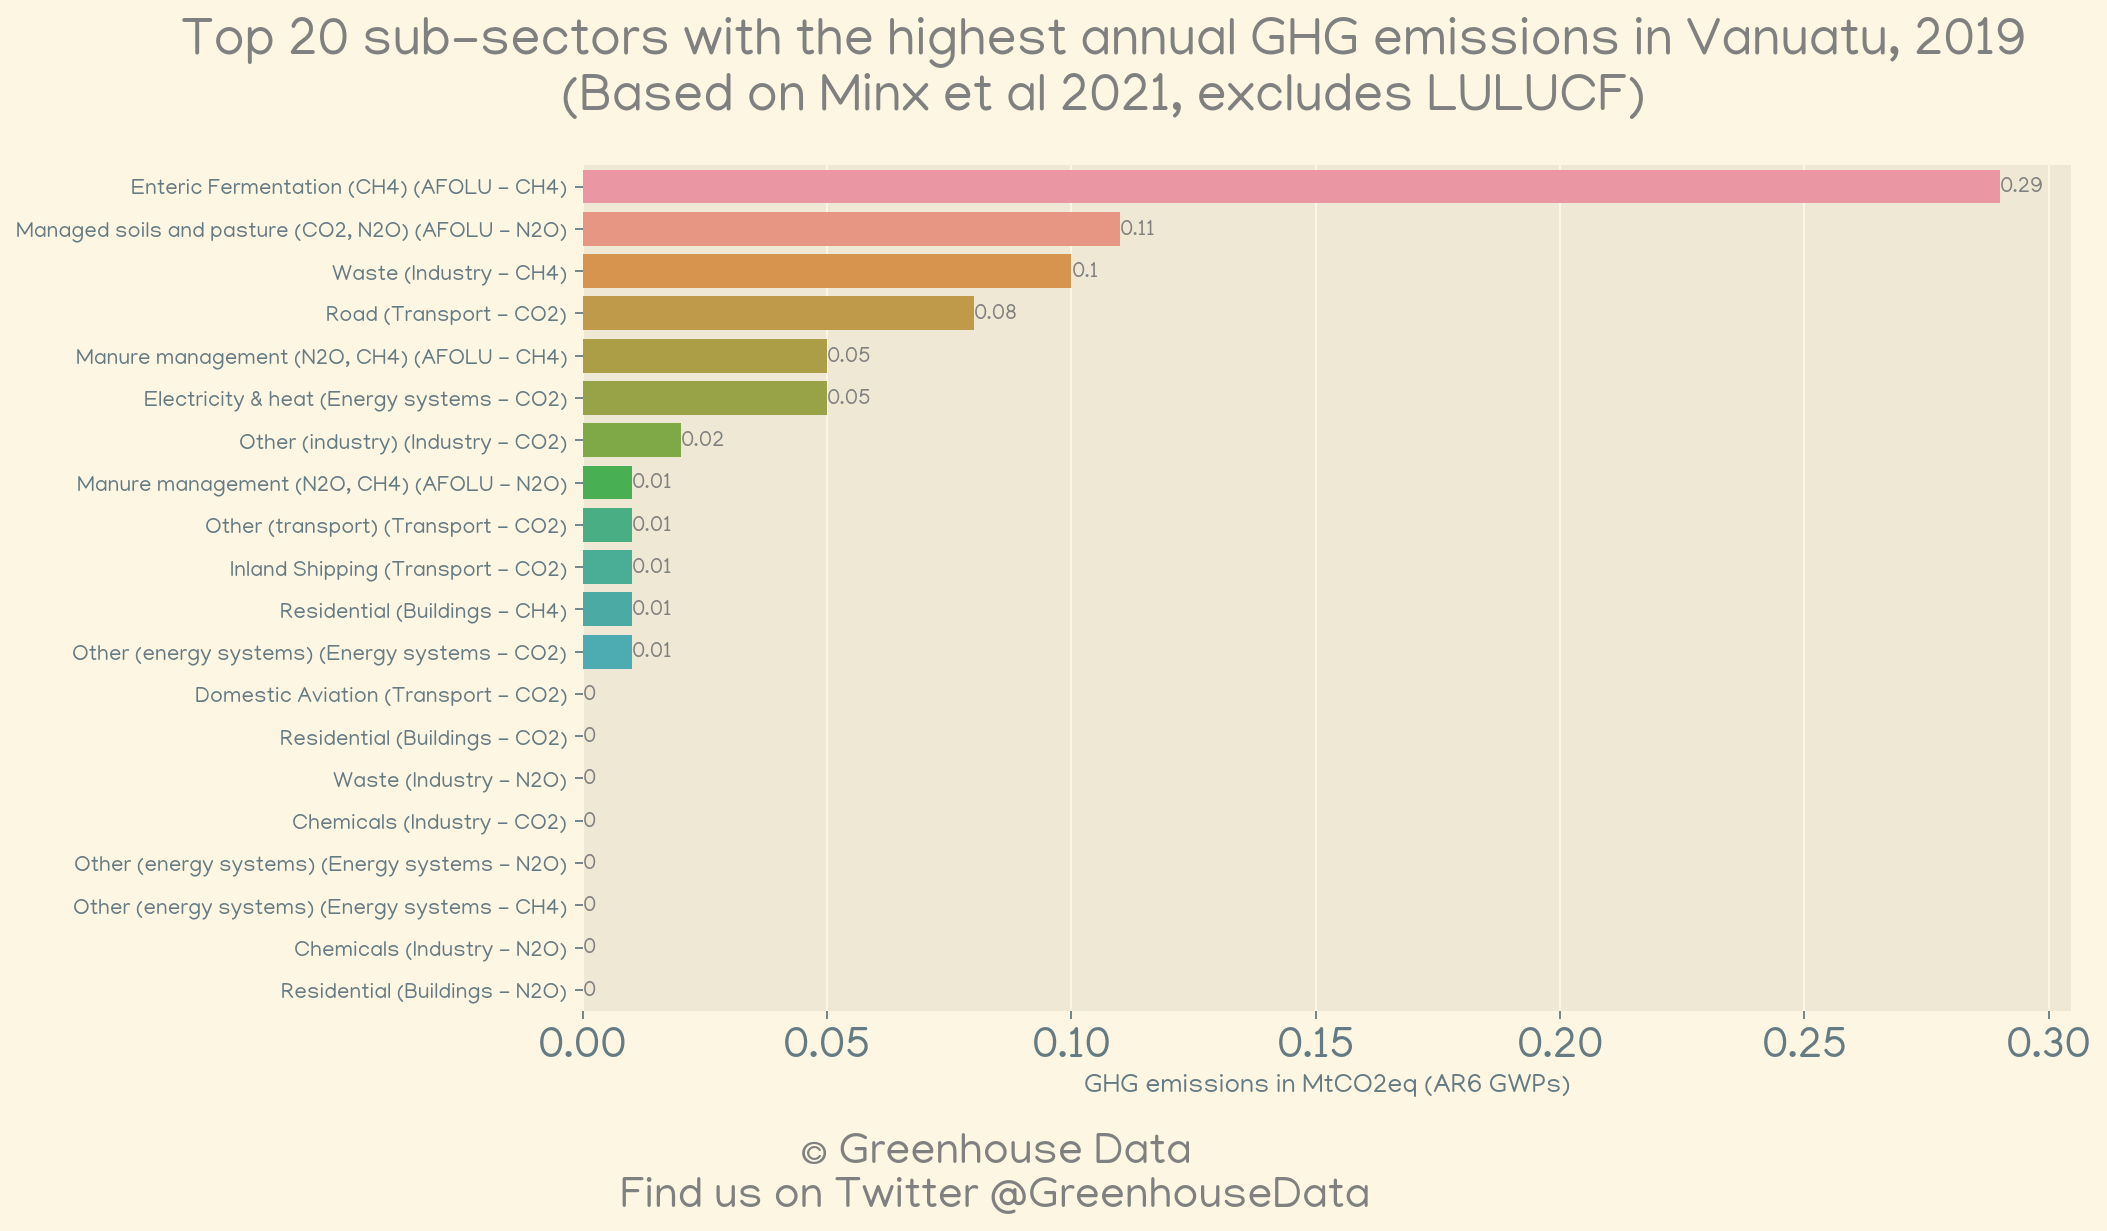 Top 20 sub-sectors with the highest annual GHG emissions in Vanuatu, 2019
(Based on Minx et al 2021, excludes LULUCF)
Enteric Fermentation (CH4) (AFOLU - CH4) 0.29
Managed soils and pasture (CO2, N2O) (AFOLU - N2O) 0.11
Waste (Industry - CH4) 0.1
Road (Transport - CO2) 0.08
Manure management (N2O, CH4) (AFOLU - CH4) 0.05
Electricity & heat (Energy systems - CO2) 0.05
Other (industry) (Industry - CO2) 0.02
Manure management (N2O, CH4) (AFOLU - N2O) 0.01
Other (transport) (Transport - CO2) 0.01
Inland Shipping (Transport - CO2) 0.01
Residential (Buildings - CH4) 0.01
Other (energy systems) (Energy systems - CO2) 0.01
Domestic Aviation (Transport - CO2) 0
Residential (Buildings - CO2) 0
Waste (Industry - N2O) 0
Chemicals (Industry - CO2) 0
Other (energy systems) (Energy systems - N2O) 0
Other (energy systems) (Energy systems - CH4) 0
Chemicals (Industry - N2O) 0
Residential (Buildings - N2O) 0
0.00 0.05 0.10 0.15 0.20 0.25 0.30
GHG emissions in MtCO2eq (AR6 GWPs)
© Greenhouse Data
Find us on Twitter @GreenhouseData